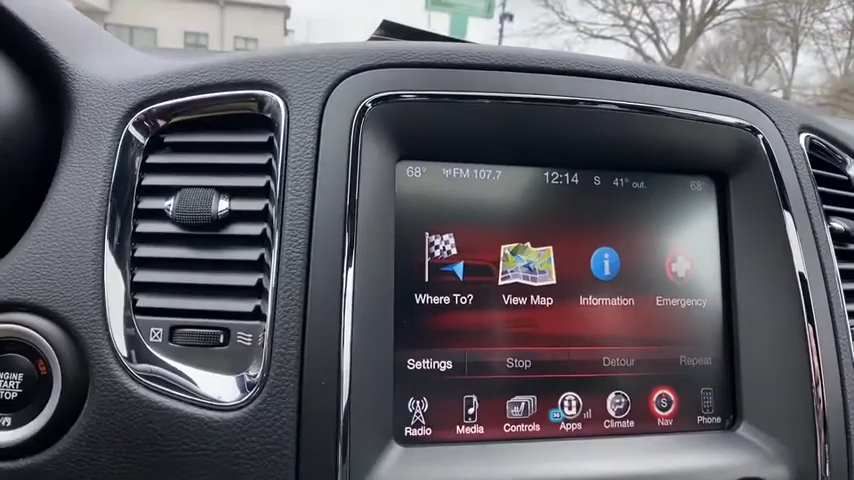 68° FM 107.7 12:14 S 41° out. 68°
Where To? View Map Information Emergency
Settings Stop Detour Repeat
ENGINE
START
STOP
Radio Media Controls Apps Climate Nav Phone